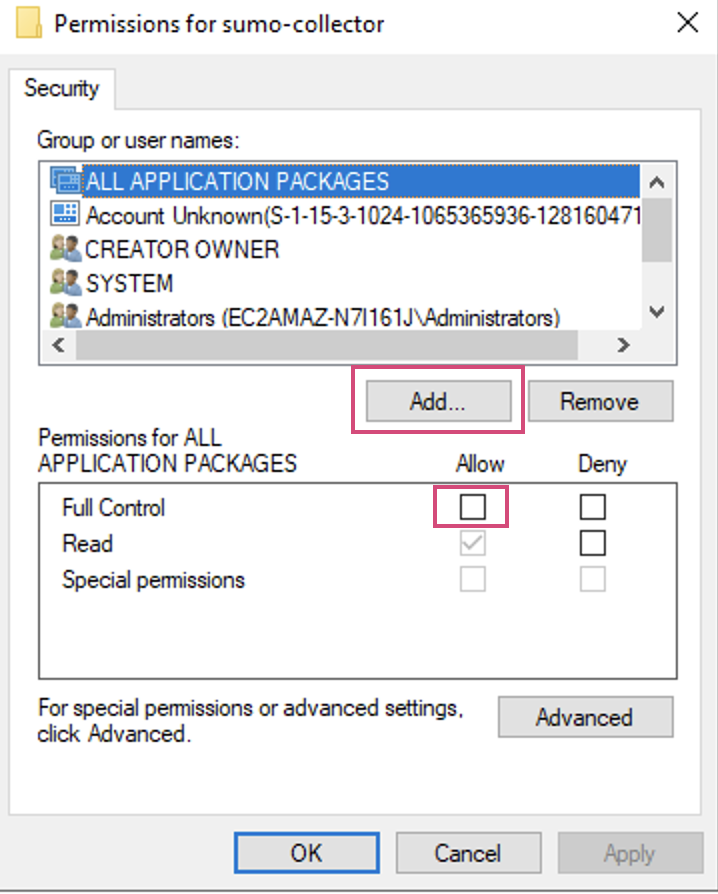 Permissions for sumo-collector
Security
Group or user names:
ALL APPLICATION PACKAGES
Account Unknown(S-1-15-3-1024-1065365936-128160471
CREATOR OWNER
SYSTEM
Administrators (EC2AMAZ-N7I161J\Administrators)
Add...
Remove
Permissions for ALL
APPLICATION PACKAGES
Allow
Deny
Full Control
Read
Special permissions
For special permissions or advanced settings,
click Advanced.
Advanced
OK
Cancel
Apply